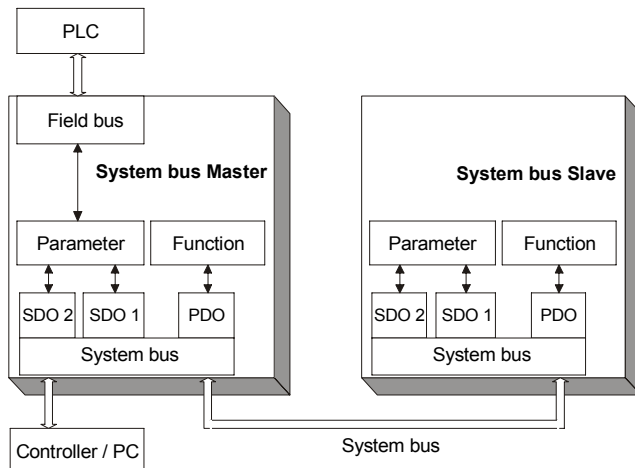 PLC
Field bus
System bus Master
Parameter
Function
SDO 2
SDO 1
PDO
System bus
System bus Slave
Parameter
Function
SDO 2
SDO 1
PDO
System bus
Controller / PC
System bus